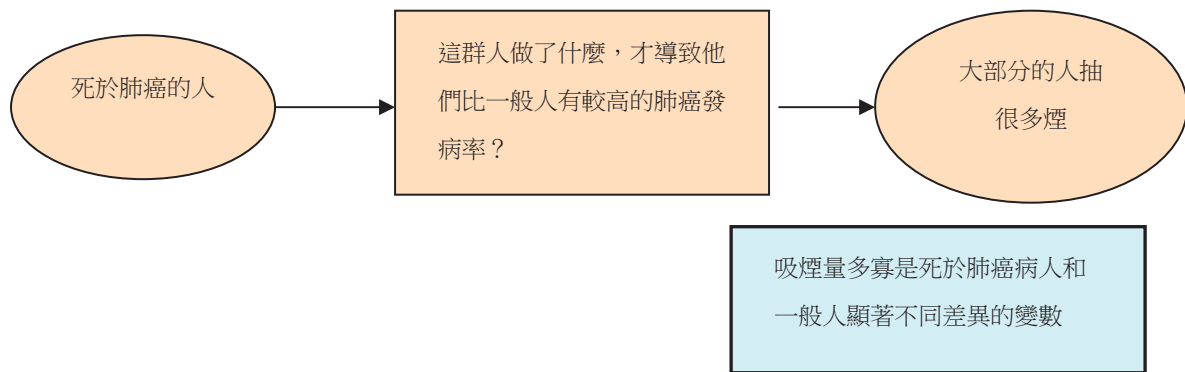 死於肺癌的人
這群人做了什麼，才導致他
們比一般人有較高的肺癌發
病率？
大部分的人抽
很多煙
吸煙量多寡是死於肺癌病人和
一般人顯著不同差異的變數